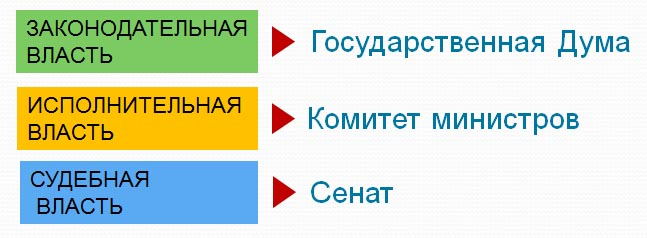 ЗАКОНОДАТЕЛЬНАЯ
ВЛАСТЬ
Государственная Дума
ИСПОЛНИТЕЛЬНАЯ
ВЛАСТЬ
Комитет министров
СУДЕБНАЯ
ВЛАСТЬ
Сенат